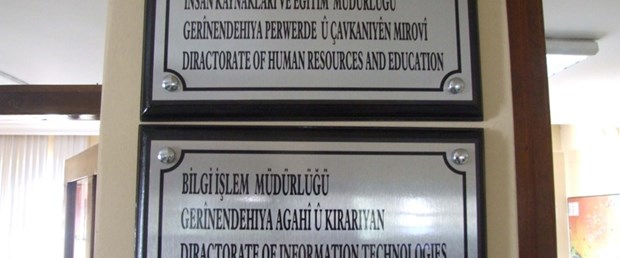 İNSAN KAYNAKLARI VE EĞİTİM MÜDÜRLÜĞÜ
GERÎNENDEHIYA PERWERDE Û ÇAVKANIYÊN MIROVÎ
DIRACTORATE OF HUMAN RESOURCES AND EDUCATION
BİLGİ İŞLEM MÜDÜRLÜĞÜ
GERÎNENDEHIYA AGAHÎ Û KIRARIYAN
DIRACTORATE OF INFORMATION TECHNOLOGIES